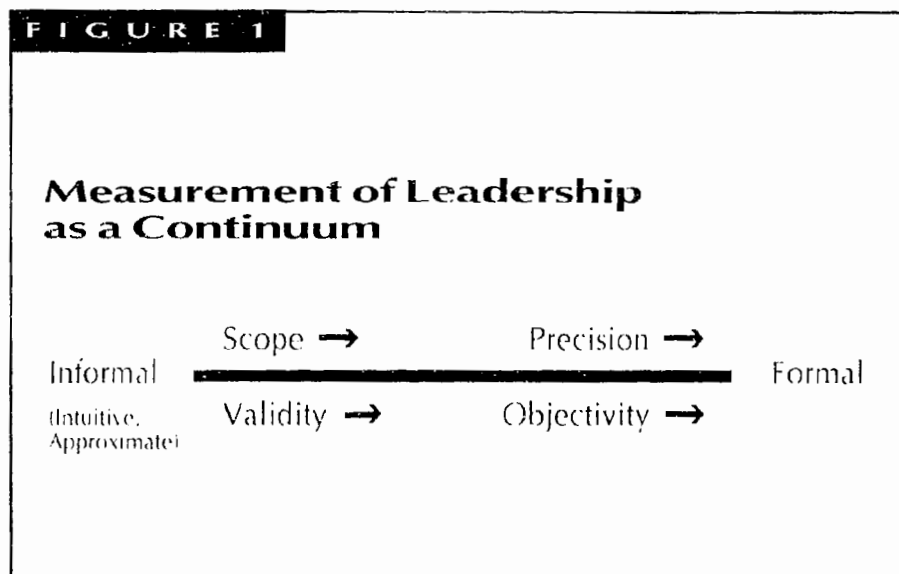 FIGURE 1
Measurement of Leadership
as a Continuum
Scope → Precision →
Informal Formal
(Intuitive, Validity → Objectivity →
Approximate)